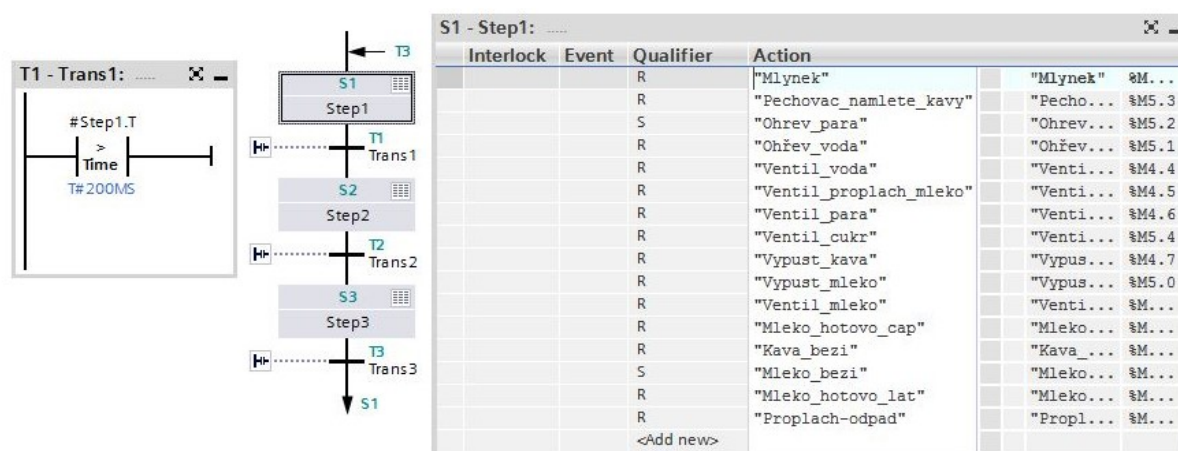 T1 - Trans1: .....
#Step1.T
>
Time
T#200MS
T3
S1
Step1
T1
Trans1
S2
Step2
T2
Trans2
S3
Step3
T3
Trans3
S1
S1 - Step1: .....
Interlock Event Qualifier Action
R "Mlynek" "Mlynek" %M...
R "Pechovac_namlete_kavy" "Pecho... %M5.3
S "Ohrev_para" "Ohrev... %M5.2
R "Ohřev_voda" "Ohřev... %M5.1
R "Ventil_voda" "Venti... %M4.4
R "Ventil_proplach_mleko" "Venti... %M4.5
R "Ventil_para" "Venti... %M4.6
R "Ventil_cukr" "Venti... %M5.4
R "Vypust_kava" "Vypus... %M4.7
R "Vypust_mleko" "Vypus... %M5.0
R "Ventil_mleko" "Venti... %M...
R "Mleko_hotovo_cap" "Mleko... %M...
R "Kava_bezi" "Kava_... %M...
S "Mleko_bezi" "Mleko... %M...
R "Mleko_hotovo_lat" "Mleko... %M...
R "Proplach-odpad" "Propl... %M...
<Add new>